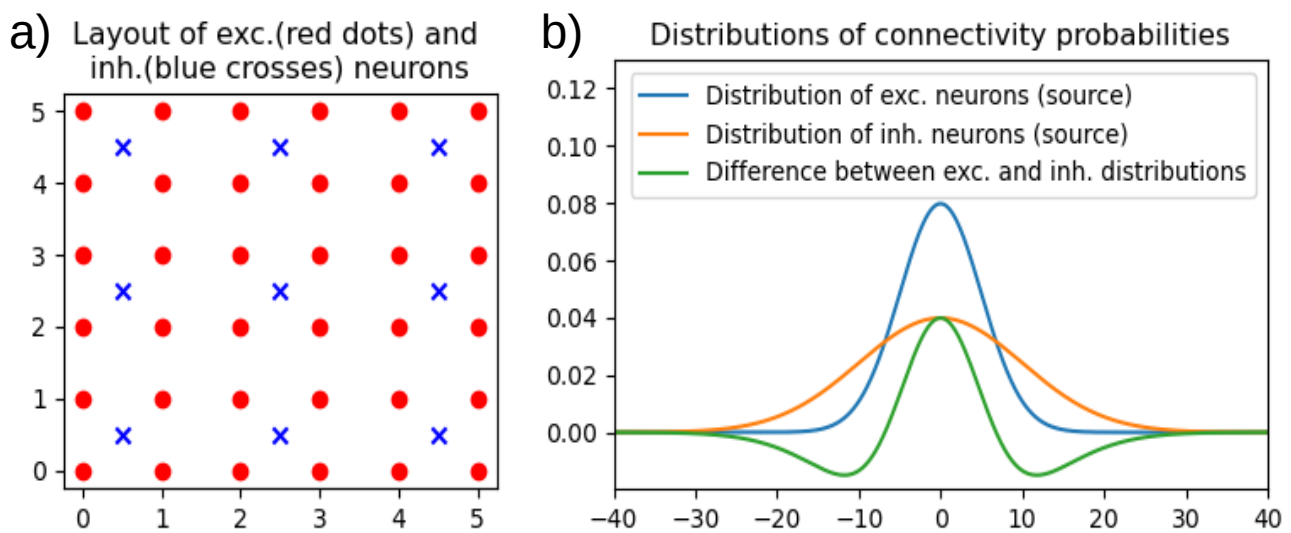 a)
Layout of exc.(red dots) and
inh.(blue crosses) neurons
5
4
3
2
1
0
0 1 2 3 4 5
b)
Distributions of connectivity probabilities
Distribution of exc. neurons (source)
Distribution of inh. neurons (source)
Difference between exc. and inh. distributions
0.12
0.10
0.08
0.06
0.04
0.02
0.00
−40 −30 −20 −10 0 10 20 30 40